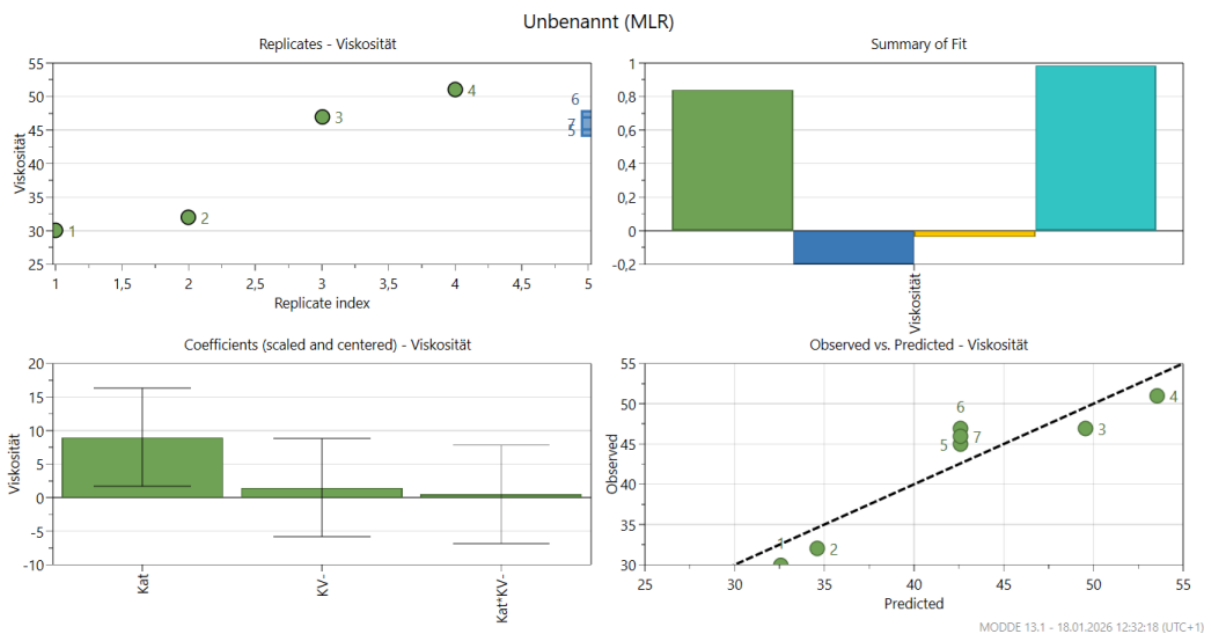 Unbenannt (MLR)
Replicates - Viskosität
Viskosität
55
50
45
40
35
30
25
1
2
3
4
6
7
5
1 1,5 2 2,5 3 3,5 4 4,5 5
Replicate index
Summary of Fit
1
0,8
0,6
0,4
0,2
0
-0,2
Viskosität
Coefficients (scaled and centered) - Viskosität
Viskosität
20
15
10
5
0
-5
-10
Kat
KV-
Kat*KV-
Observed vs. Predicted - Viskosität
Observed
55
50
45
40
35
30
1
2
3
4
6
5
7
25 30 35 40 45 50 55
Predicted
MODDE 13.1 - 18.01.2026 12:32:18 (UTC+1)